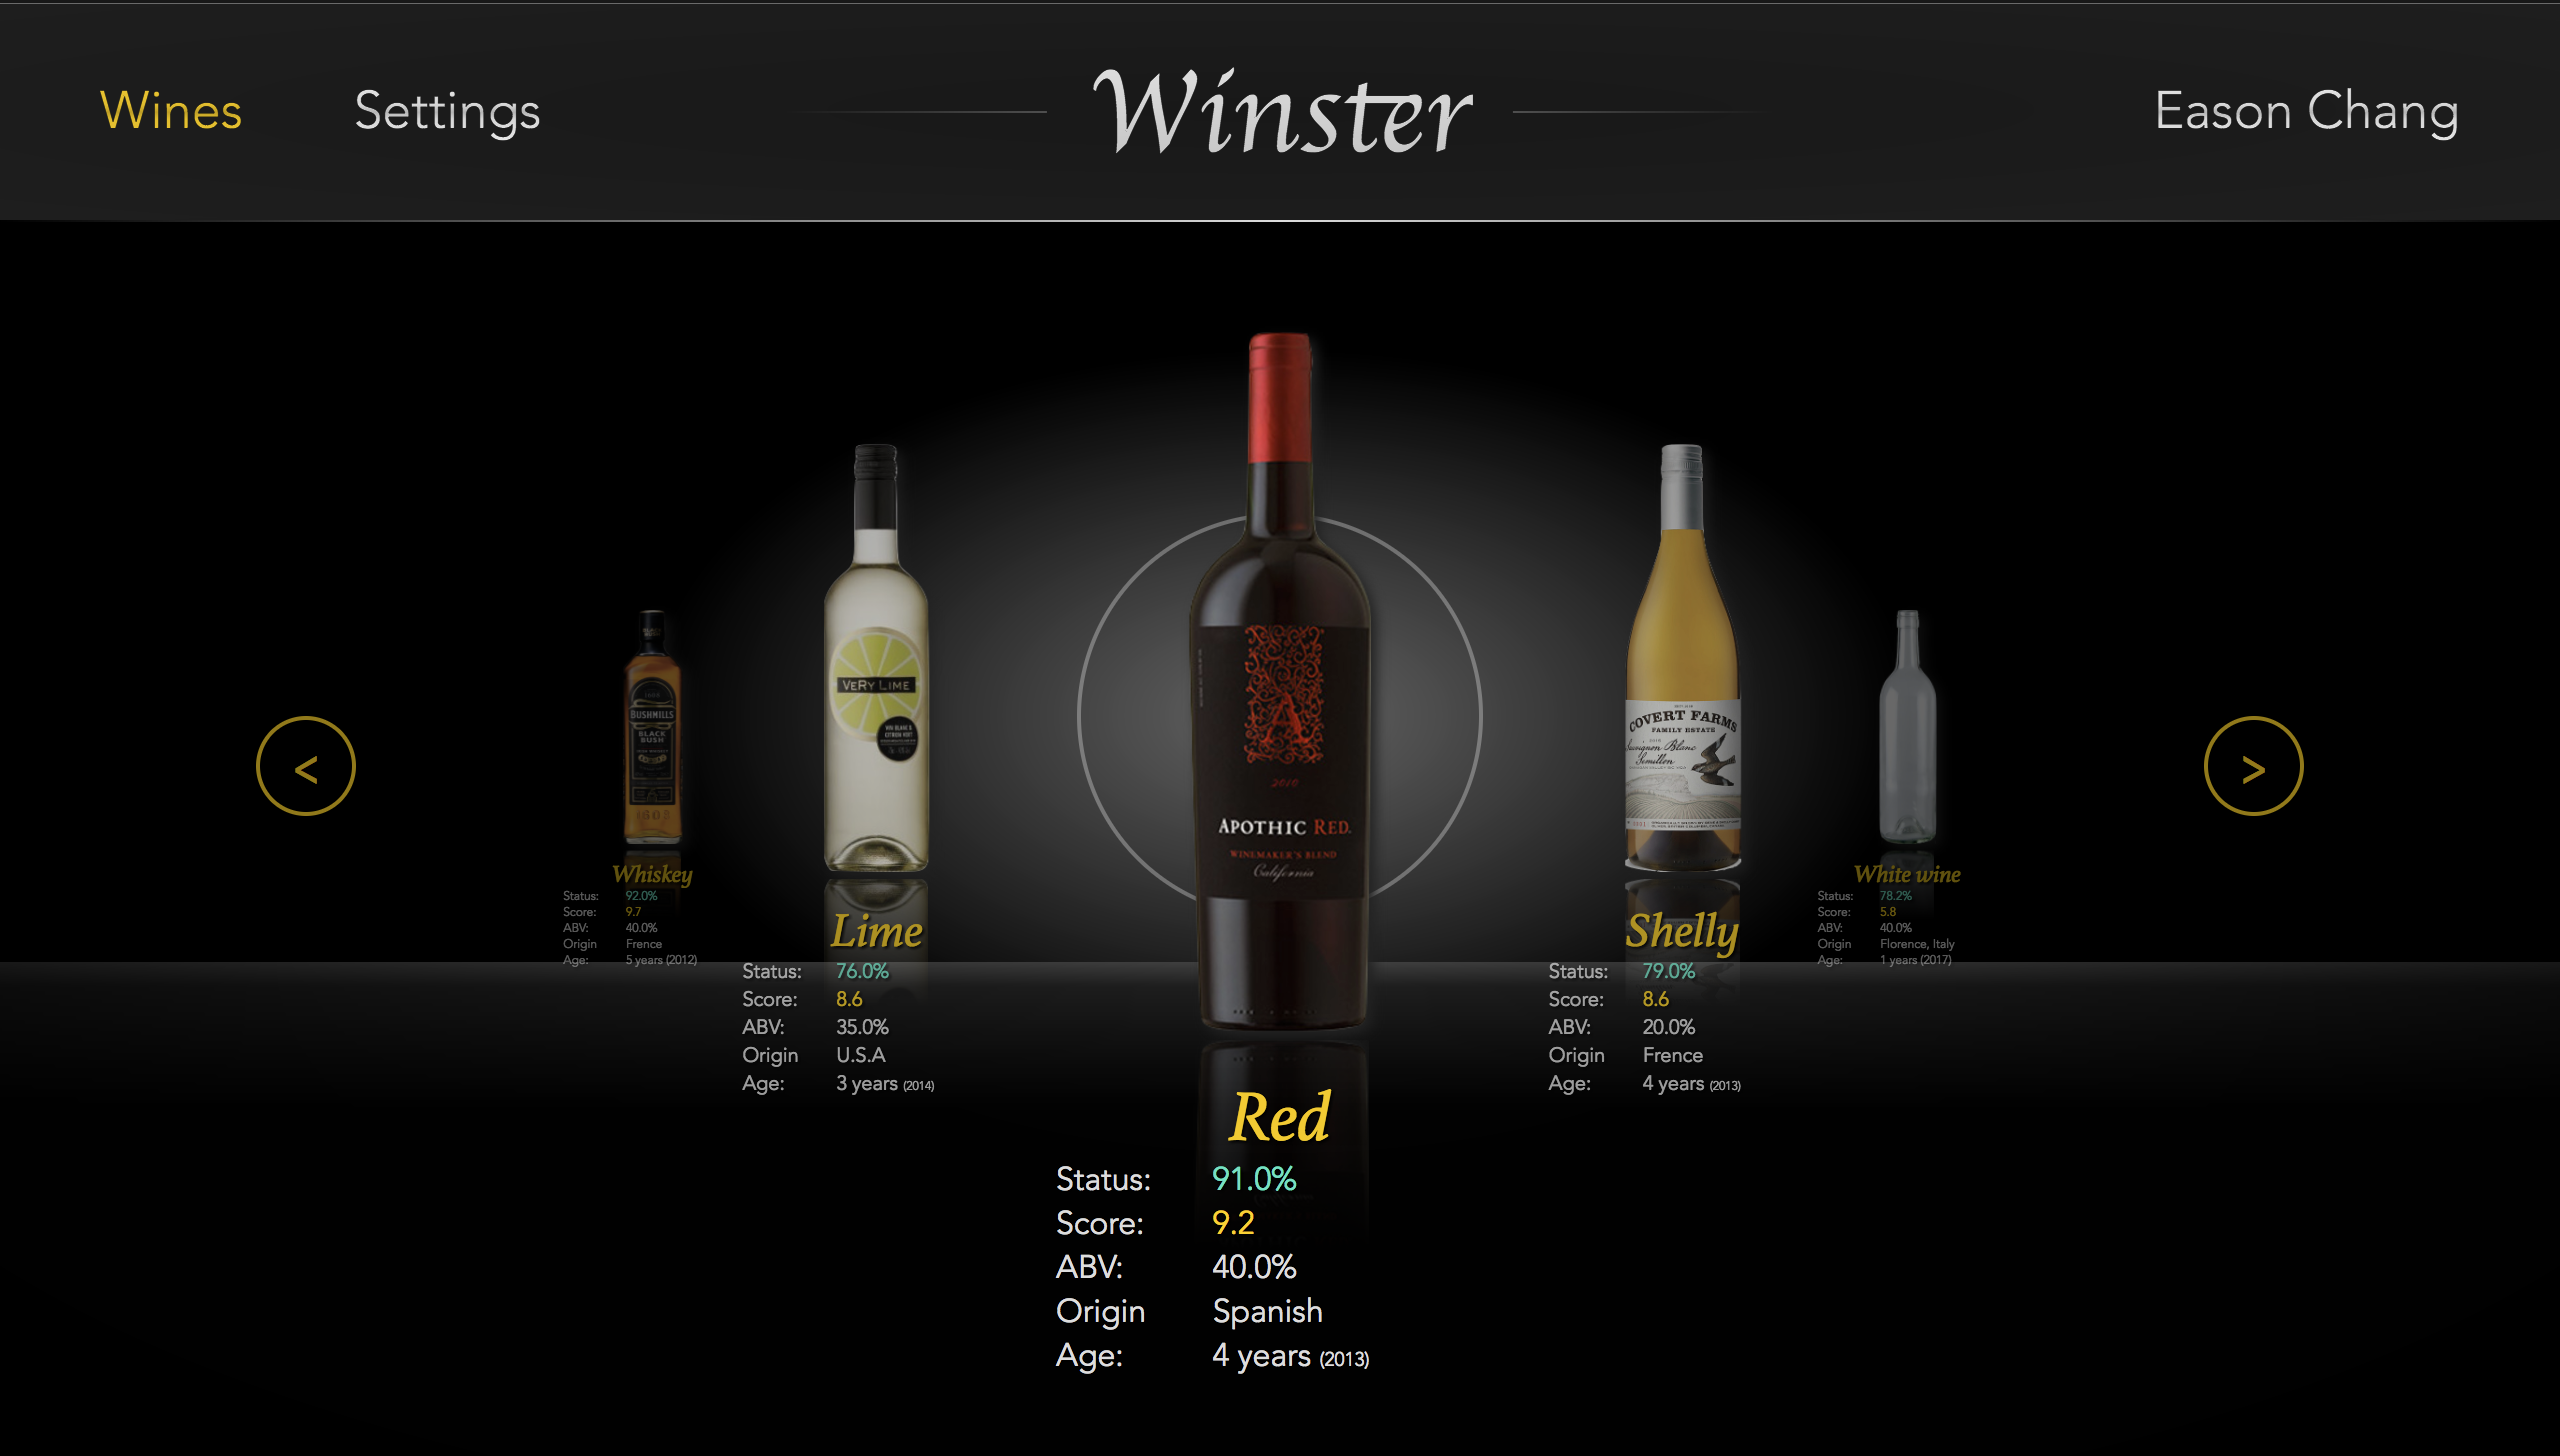 Wines
Settings
Winster
Eason Chang
<
>
BUSHMILLS
BLACK
BUSH
1608
Whiskey
Status: 92.0%
Score: 9.7
ABV: 40.0%
Origin Frence
Age: 5 years (2012)
VERY LIME
Lime
Status: 76.0%
Score: 8.6
ABV: 35.0%
Origin U.S.A
Age: 3 years (2014)
A
2010
APOTHIC RED.
WINEMAKER'S BLEND
California
Red
Status: 91.0%
Score: 9.2
ABV: 40.0%
Origin Spanish
Age: 4 years (2013)
COVERT FARMS
FAMILY ESTATE
Sauvignon Blanc
Semillon
Shelly
Status: 79.0%
Score: 8.6
ABV: 20.0%
Origin Frence
Age: 4 years (2013)
White wine
Status: 78.2%
Score: 5.8
ABV: 40.0%
Origin Florence, Italy
Age: 1 years (2017)